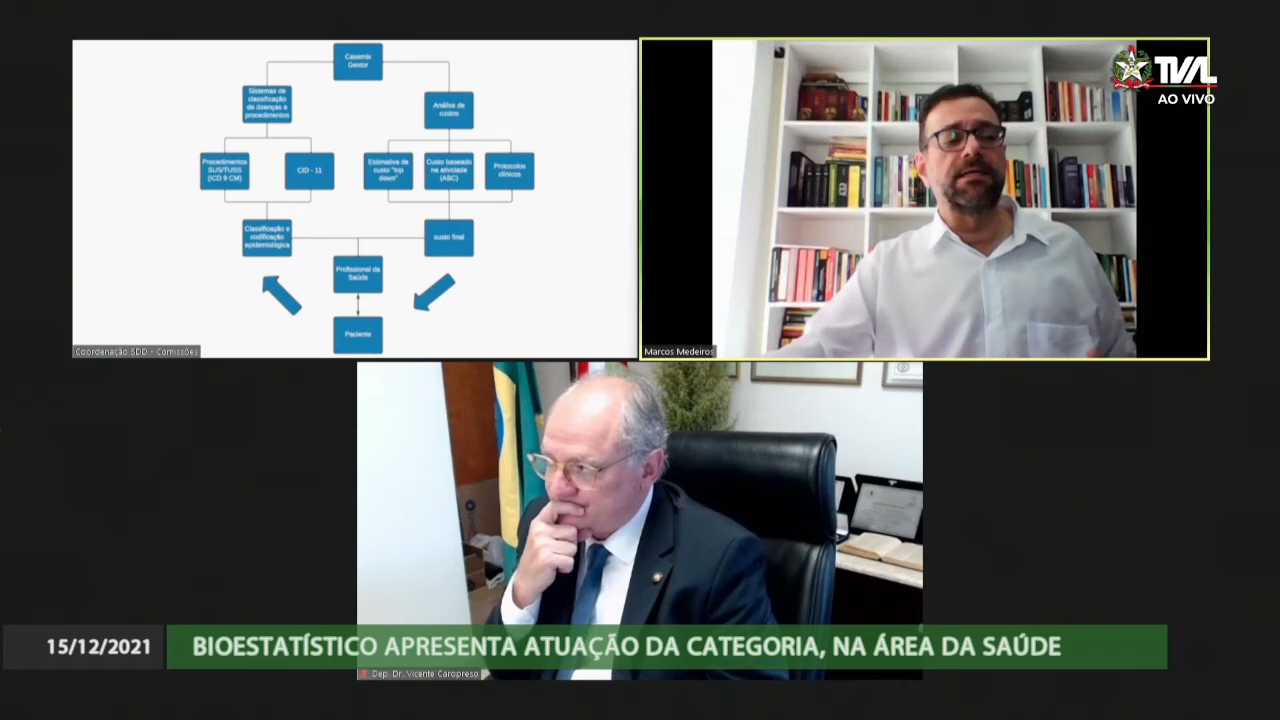 Casemix
Gestor
Sistemas de
classificação
de doenças e
procedimentos
Análise de
custos
Procedimentos
SUS/TUSS
(ICD 9 CM)
CID - 11
Estimativa de
custo "top
down"
Custo baseado
na atividade
(ABC)
Protocolos
clínicos
Classificação e
codificação
epidemiológica
custo final
Profissional da
Saúde
Paciente
Coordenação SDD - Comissões
TVAL
AO VIVO
Marcos Medeiros
15/12/2021
BIOESTATÍSTICO APRESENTA ATUAÇÃO DA CATEGORIA, NA ÁREA DA SAÚDE
Dep. Dr. Vicente Caropreso